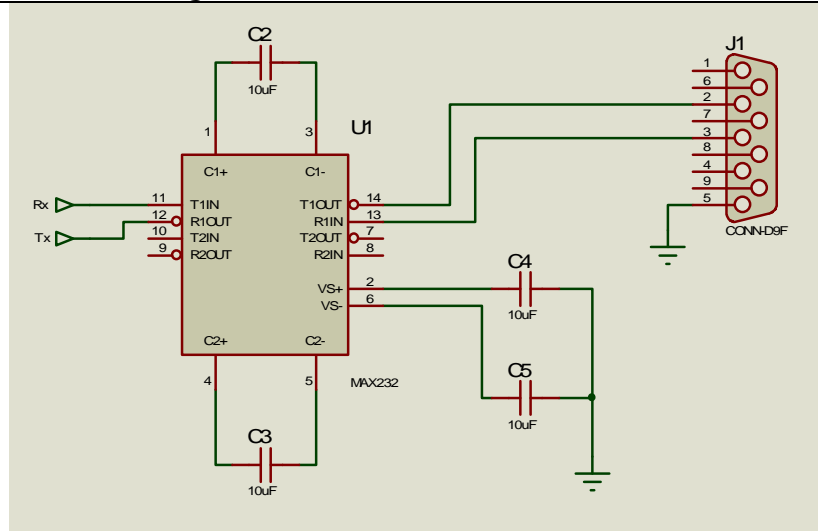 C2
10uF
1
3
U1
C1+
C1-
Rx
11
T1IN
T1OUT
14
12
R1OUT
R1IN
13
Tx
10
T2IN
T2OUT
7
9
R2OUT
R2IN
8
VS+
2
VS-
6
C2+
C2-
4
5
MAX232
C3
10uF
C4
10uF
C5
10uF
J1
1
6
2
7
3
8
4
9
5
CONN-D9F